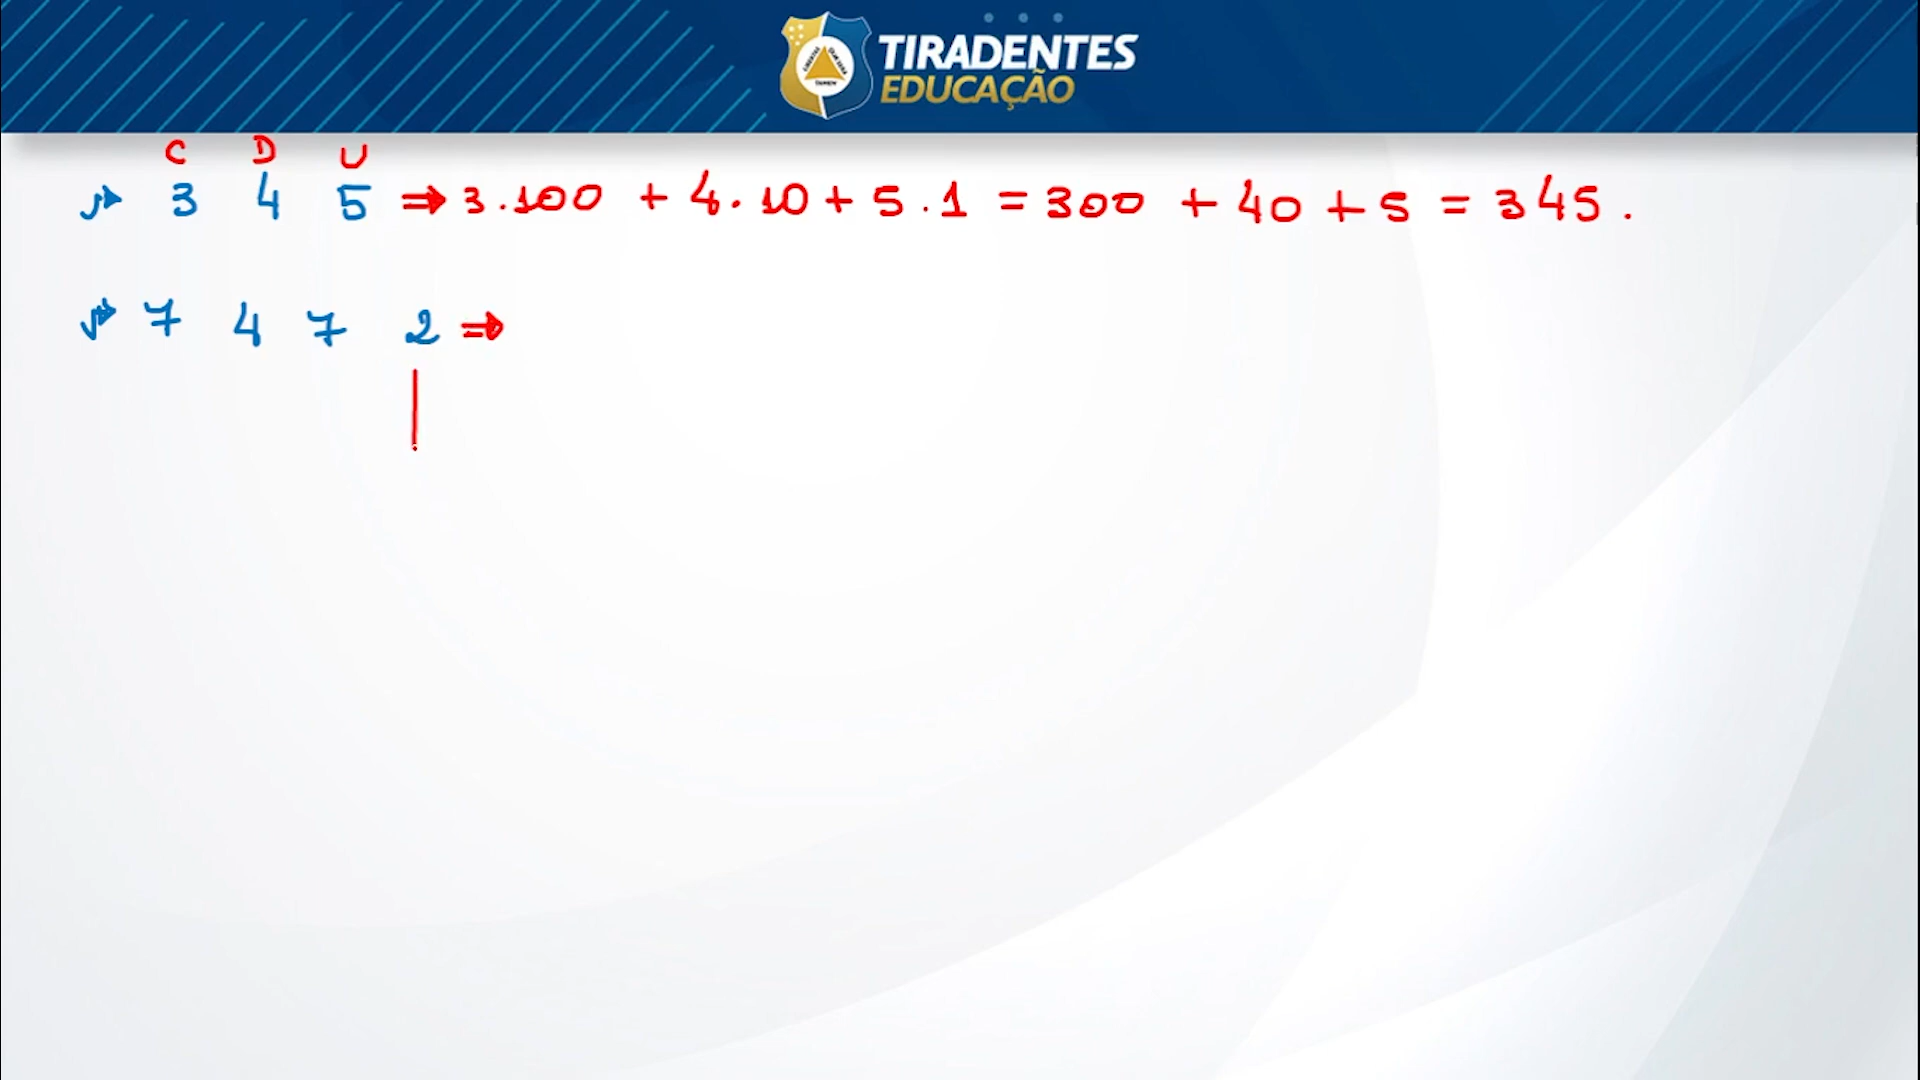 TIRADENTES
EDUCAÇÃO
C D U
3 4 5 ⇒ 3.100 + 4.10 + 5.1 = 300 + 40 + 5 = 345.
7 4 7 2 ⇒